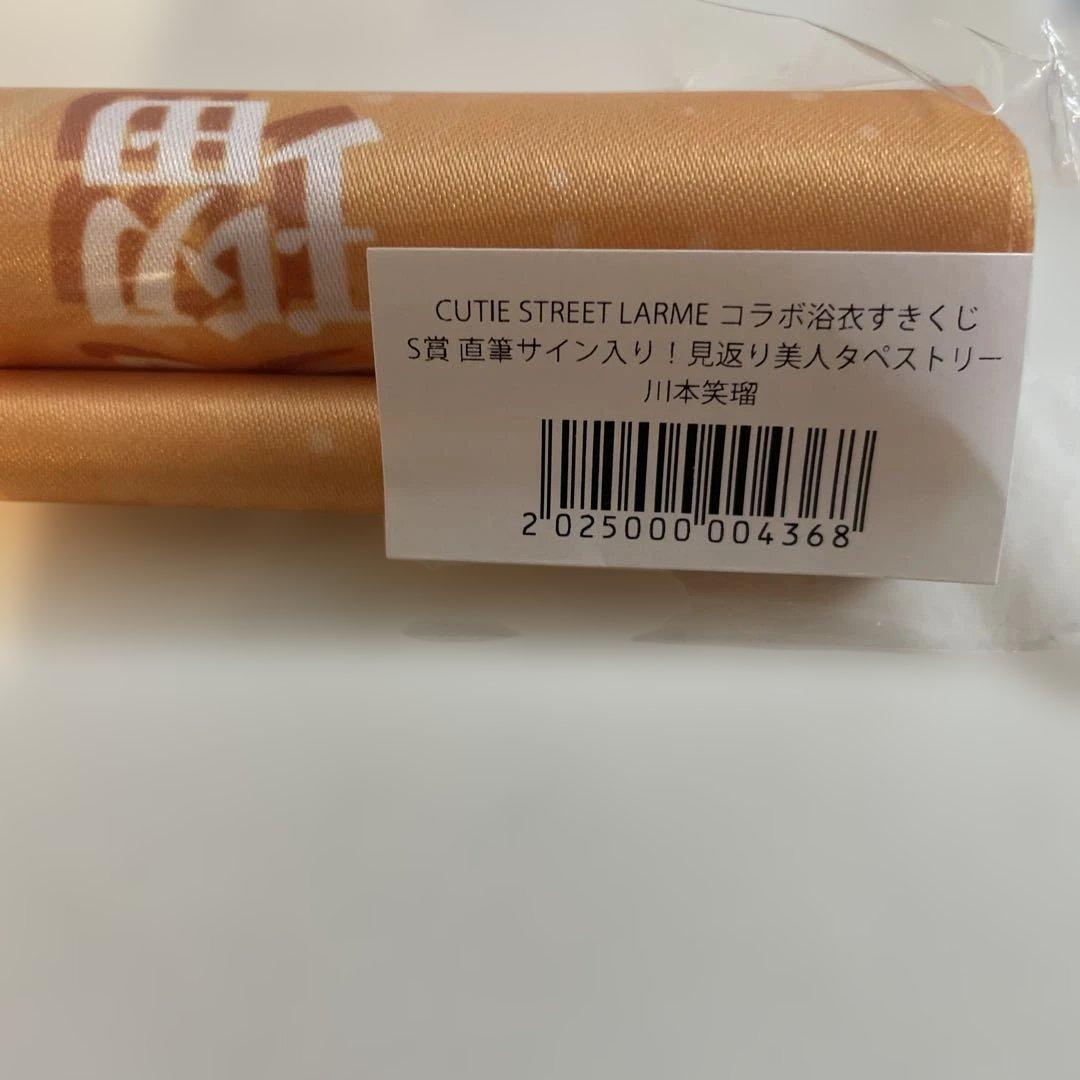 瑠
CUTIE STREET LARME コラボ浴衣すきくじ
S賞 直筆サイン入り！見返り美人タペストリー
川本笑瑠
2 025000 004368